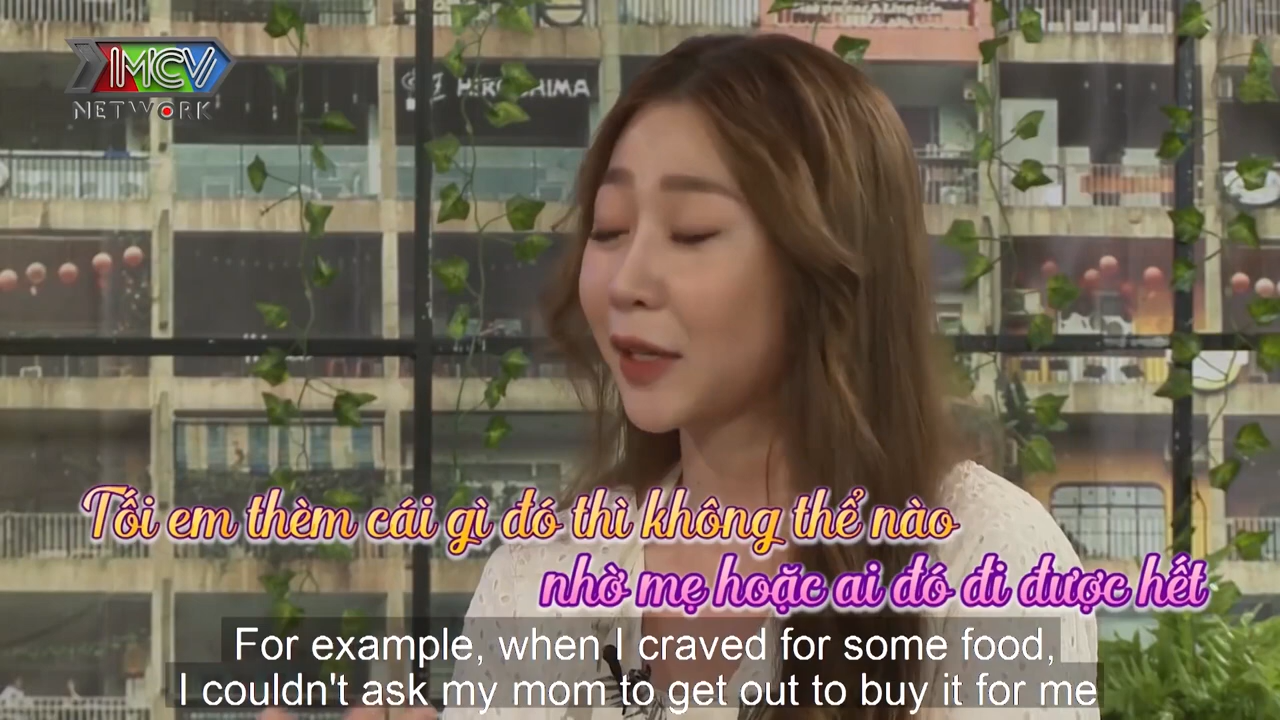 MCV
NETWORK
HIROSHIMA
Tối em thèm cái gì đó thì không thể nào
nhờ mẹ hoặc ai đó đi được hết
For example, when I craved for some food,
I couldn't ask my mom to get out to buy it for me